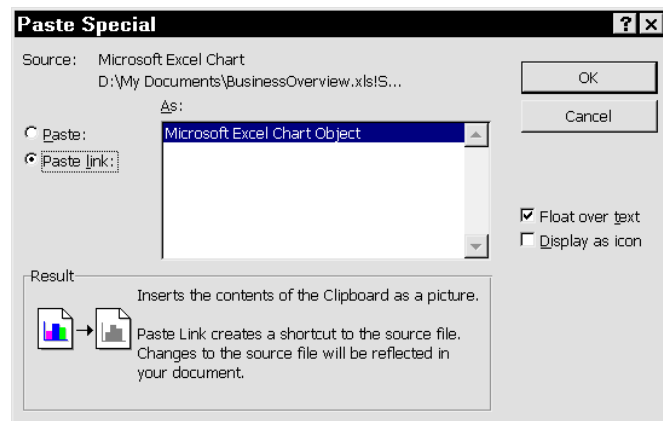 Paste Special
Source: Microsoft Excel Chart
D:\My Documents\BusinessOverview.xls!S...
As:
Paste:
Paste link:
Microsoft Excel Chart Object
OK
Cancel
Float over text
Display as icon
Result
Inserts the contents of the Clipboard as a picture.
Paste Link creates a shortcut to the source file.
Changes to the source file will be reflected in
your document.